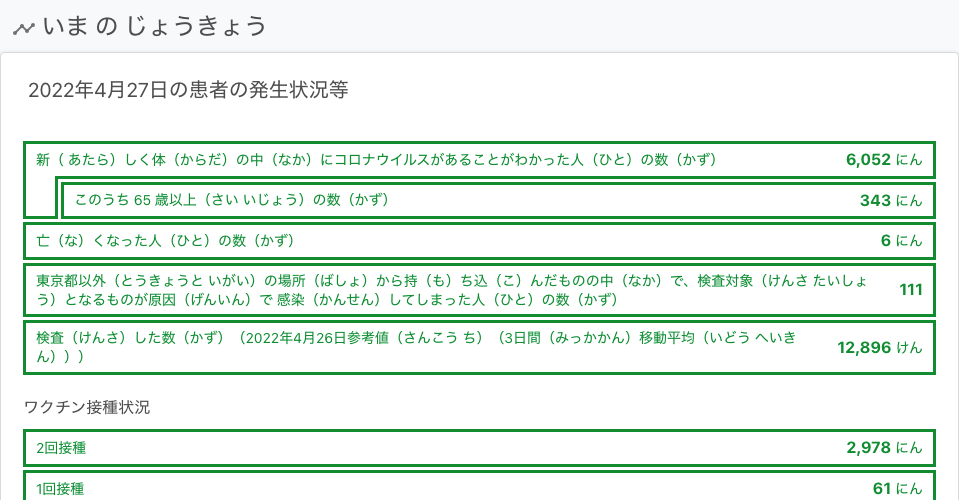 いま の じょうきょう
2022年4月27日の患者の発生状況等
新（ あたら）しく体（からだ）の中（なか）にコロナウイルスがあることがわかった人（ひと）の数（かず） 6,052 にん
このうち 65 歳以上（さい いじょう）の数（かず） 343 にん
亡（な）くなった人（ひと）の数（かず） 6 にん
東京都以外（とうきょうと いがい）の場所（ばしょ）から持（も）ち込（こ）んだものの中（なか）で、検査対象（けんさ たいしょ
う）となるものが原因（げんいん）で 感染（かんせん）してしまった人（ひと）の数（かず） 111
検査（けんさ）した数（かず）（2022年4月26日参考値（さんこう ち）（3日間（みっかかん）移動平均（いどう へいき
ん））） 12,896 けん
ワクチン接種状況
2回接種 2,978 にん
1回接種 61 にん